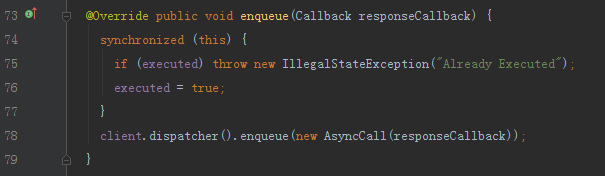 73 @Override public void enqueue(Callback responseCallback) {
74 synchronized (this) {
75 if (executed) throw new IllegalStateException("Already Executed");
76 executed = true;
77 }
78 client.dispatcher().enqueue(new AsyncCall(responseCallback));
79 }